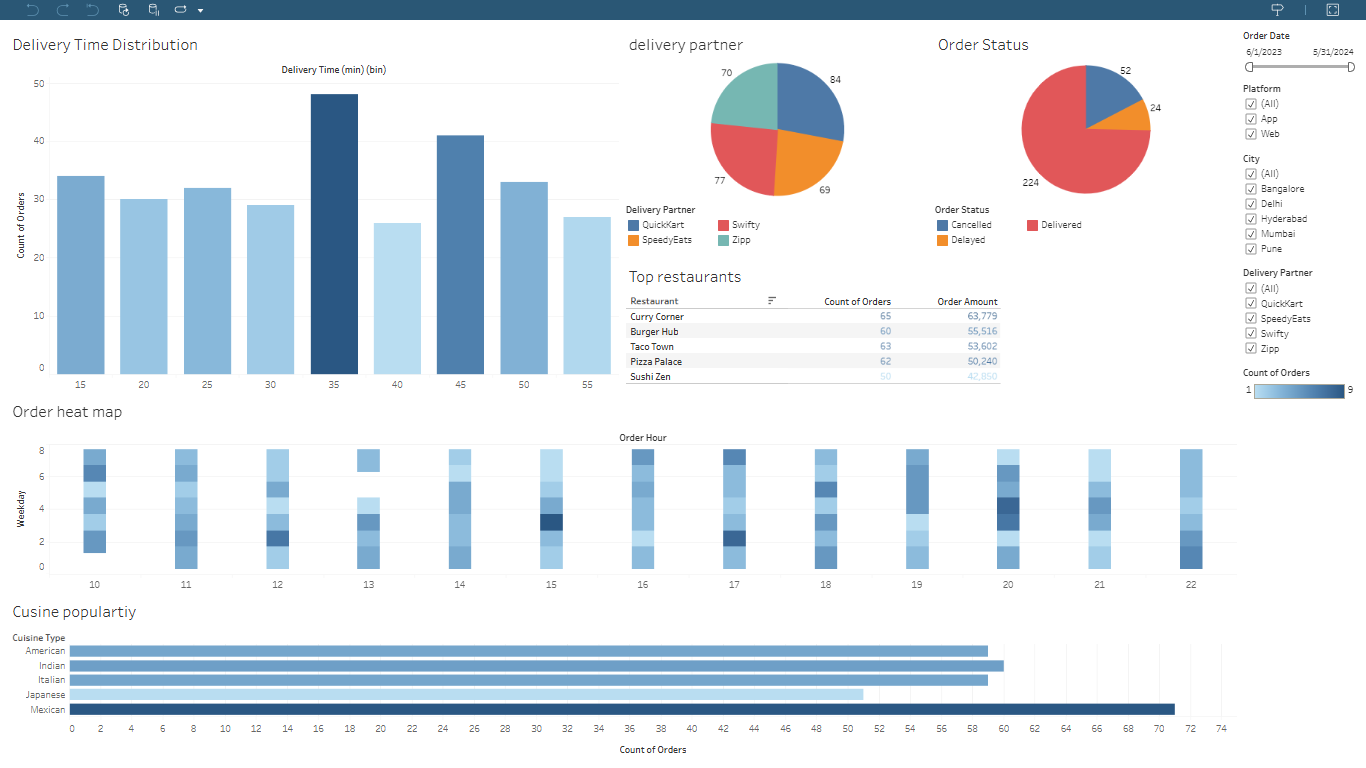 Delivery Time Distribution
Delivery Time (min) (bin)
Count of Orders
50
40
30
20
10
0
15 20 25 30 35 40 45 50 55
delivery partner
70
84
77
69
Delivery Partner
QuickKart Swifty
SpeedyEats Zipp
Order Status
52
24
224
Order Status
Cancelled Delivered
Delayed
Top restaurants
Restaurant Count of Orders Order Amount
Curry Corner 65 63,779
Burger Hub 60 55,516
Taco Town 63 53,602
Pizza Palace 62 50,240
Sushi Zen 50 42,850
Order Date
6/1/2023 5/31/2024
Platform
(All)
App
Web
City
(All)
Bangalore
Delhi
Hyderabad
Mumbai
Pune
Delivery Partner
(All)
QuickKart
SpeedyEats
Swifty
Zipp
Count of Orders
1 9
Order heat map
Order Hour
Weekday
8
6
4
2
0
10 11 12 13 14 15 16 17 18 19 20 21 22
Cusine populartiy
Cuisine Type
American
Indian
Italian
Japanese
Mexican
0 2 4 6 8 10 12 14 16 18 20 22 24 26 28 30 32 34 36 38 40 42 44 46 48 50 52 54 56 58 60 62 64 66 68 70 72 74
Count of Orders